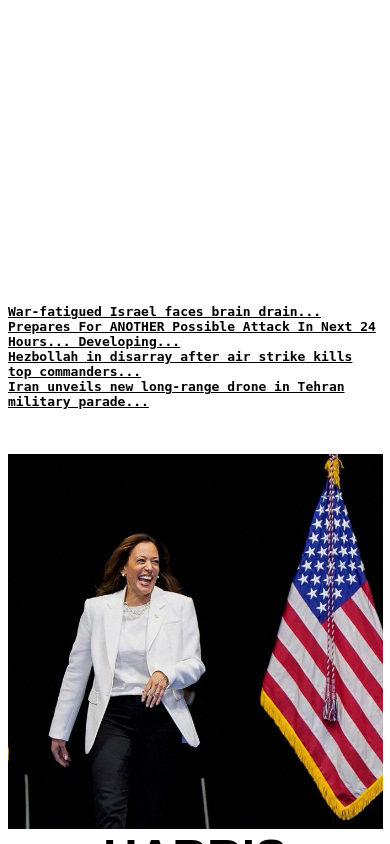 War-fatigued Israel faces brain drain...
Prepares For ANOTHER Possible Attack In Next 24
Hours... Developing...
Hezbollah in disarray after air strike kills
top commanders...
Iran unveils new long-range drone in Tehran
military parade...
HARRIS